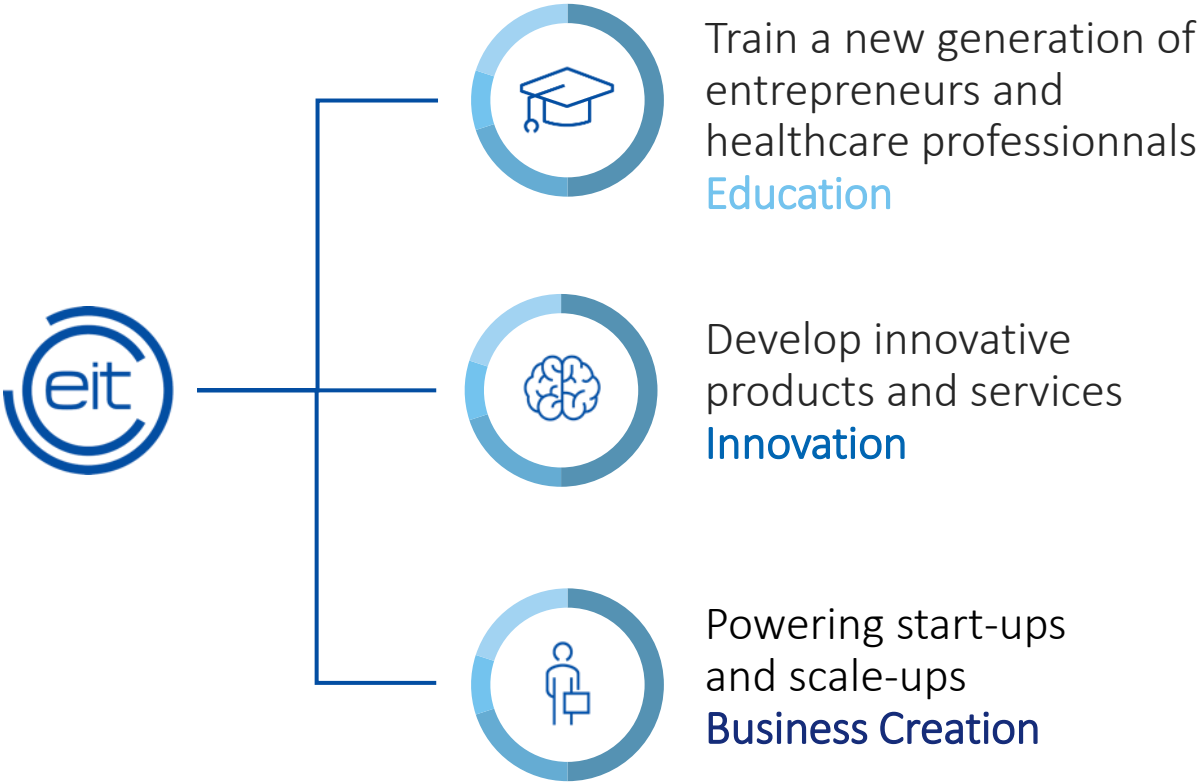 Train a new generation of
entrepreneurs and
healthcare professionnals
Education
eit
Develop innovative
products and services
Innovation
Powering start-ups
and scale-ups
Business Creation